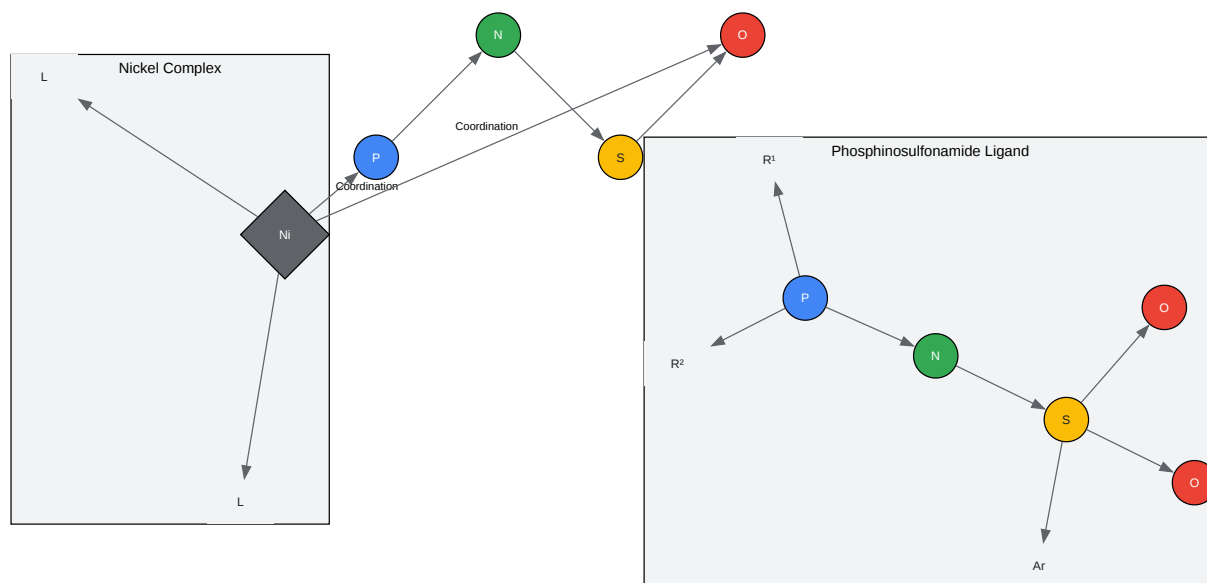 N
O
Nickel Complex
L
Coordination
P
S
Phosphinosulfonamide Ligand
R¹
Coordination
Ni
P
O
N
R²
S
O
L
Ar